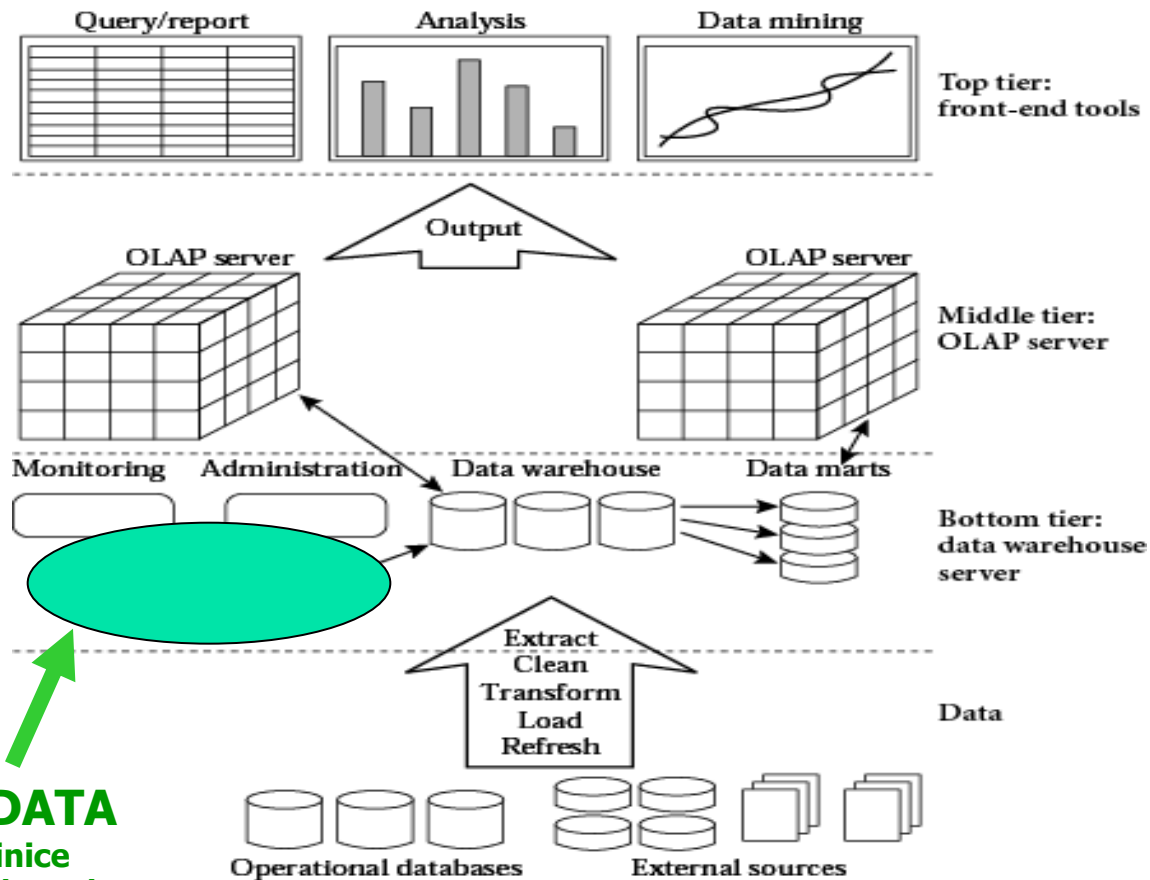 Query/report
Analysis
Data mining
Top tier:
front-end tools
Output
OLAP server
OLAP server
Middle tier:
OLAP server
Monitoring
Administration
Data warehouse
Data marts
Bottom tier:
data warehouse
server
Extract
Clean
Transform
Load
Refresh
Data
DATA
inice
Operational databases
External sources